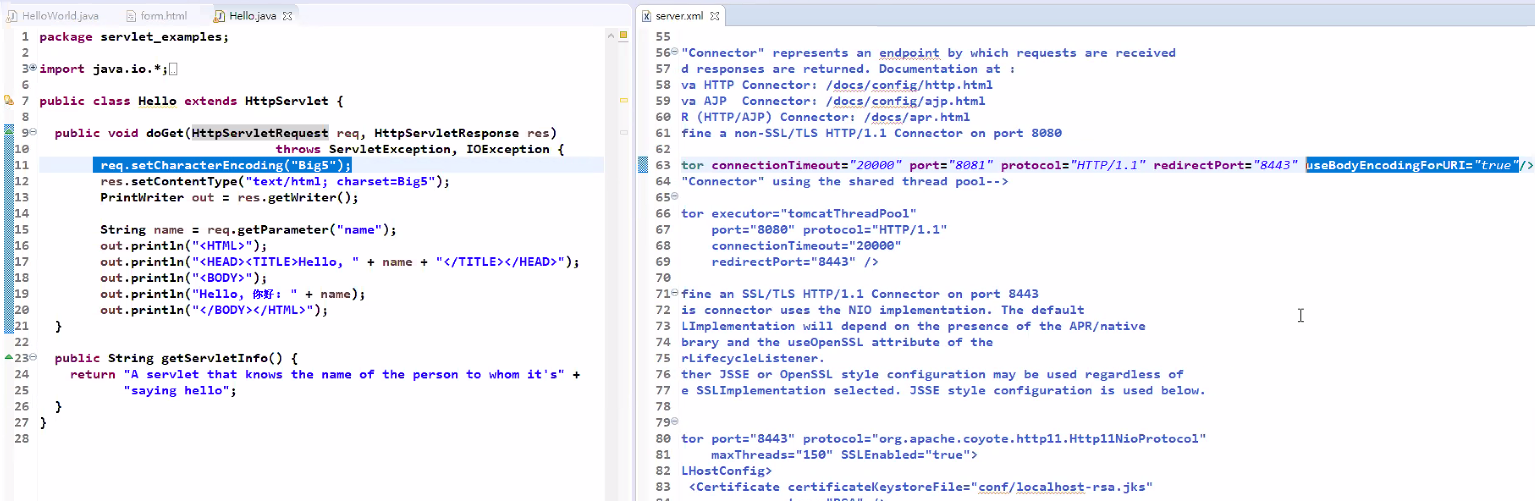 HelloWorld.java form.html Hello.java
1 package servlet_examples;
2
3 import java.io.*;
6
7 public class Hello extends HttpServlet {
8
9 public void doGet(HttpServletRequest req, HttpServletResponse res)
10 throws ServletException, IOException {
11 req.setCharacterEncoding("Big5");
12 res.setContentType("text/html; charset=Big5");
13 PrintWriter out = res.getWriter();
14
15 String name = req.getParameter("name");
16 out.println("<HTML>");
17 out.println("<HEAD><TITLE>Hello, " + name + "</TITLE></HEAD>");
18 out.println("<BODY>");
19 out.println("Hello, 你好: " + name);
20 out.println("</BODY></HTML>");
21 }
22
23 public String getServletInfo() {
24 return "A servlet that knows the name of the person to whom it's" +
25 "saying hello";
26 }
27 }
28
server.xml
55
56 "Connector" represents an endpoint by which requests are received
57 d responses are returned. Documentation at :
58 va HTTP Connector: /docs/config/http.html
59 va AJP  Connector: /docs/config/ajp.html
60 R (HTTP/AJP) Connector: /docs/apr.html
61 fine a non-SSL/TLS HTTP/1.1 Connector on port 8080
62
63 tor connectionTimeout="20000" port="8081" protocol="HTTP/1.1" redirectPort="8443" useBodyEncodingForURI="true"/>
64 "Connector" using the shared thread pool-->
65
66 tor executor="tomcatThreadPool"
67 port="8080" protocol="HTTP/1.1"
68 connectionTimeout="20000"
69 redirectPort="8443" />
70
71 fine an SSL/TLS HTTP/1.1 Connector on port 8443
72 is connector uses the NIO implementation. The default
73 LImplementation will depend on the presence of the APR/native
74 brary and the useOpenSSL attribute of the
75 rLifecycleListener.
76 ther JSSE or OpenSSL style configuration may be used regardless of
77 e SSLImplementation selected. JSSE style configuration is used below.
78
79
80 tor port="8443" protocol="org.apache.coyote.http11.Http11NioProtocol"
81 maxThreads="150" SSLEnabled="true">
82 LHostConfig>
83 <Certificate certificateKeystoreFile="conf/localhost-rsa.jks"